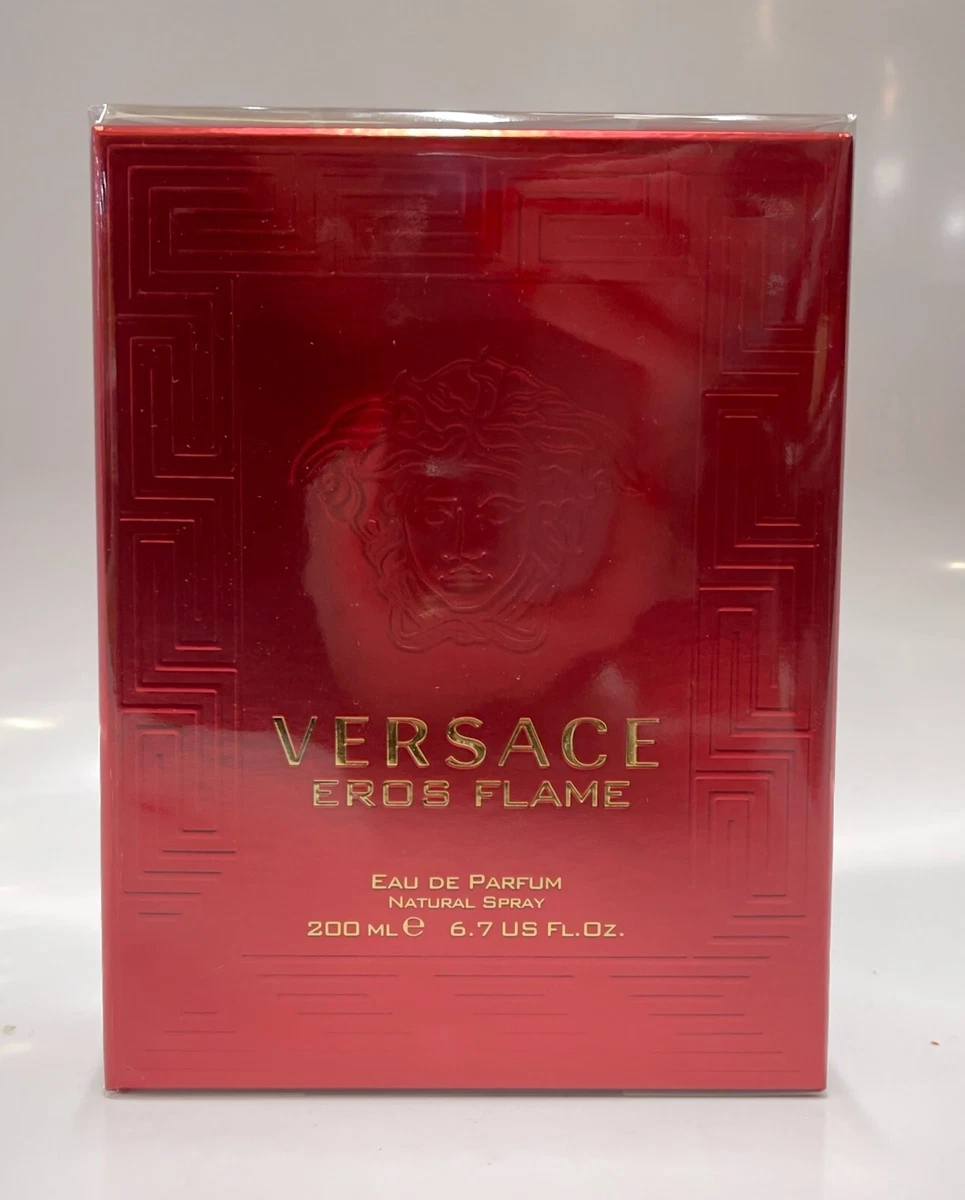 VERSACE
EROS FLAME
EAU DE PARFUM
NATURAL SPRAY
200 ML ℮ 6.7 US FL.OZ.